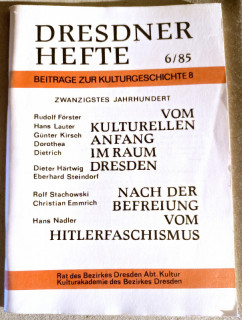 DRESDNER
HEFTE 6/85
BEITRÄGE ZUR KULTURGESCHICHTE 8
ZWANZIGSTES JAHRHUNDERT
Rudolf Förster
Hans Lauter
Günter Kirsch
Dorothea
Dietrich
Dieter Hartwig
Eberhard Steindorf
VOM
KULTURELLEN
ANFANG
IM RAUM
DRESDEN
Rolf Stachowski
Christian Emmrich
Hans Nadler
NACH DER
BEFREIUNG
VOM
HITLERFASCHISMUS
Rat des Bezirkes Dresden Abt. Kultur
Kulturakademie des Bezirkes Dresden